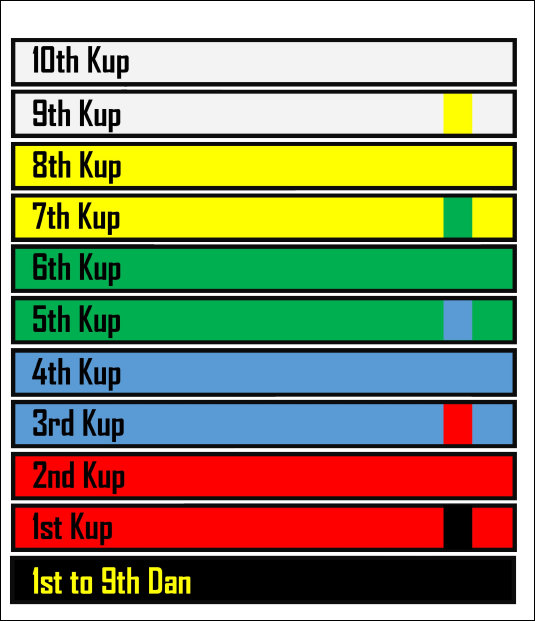 10th Kup
9th Kup
8th Kup
7th Kup
6th Kup
5th Kup
4th Kup
3rd Kup
2nd Kup
1st Kup
1st to 9th Dan